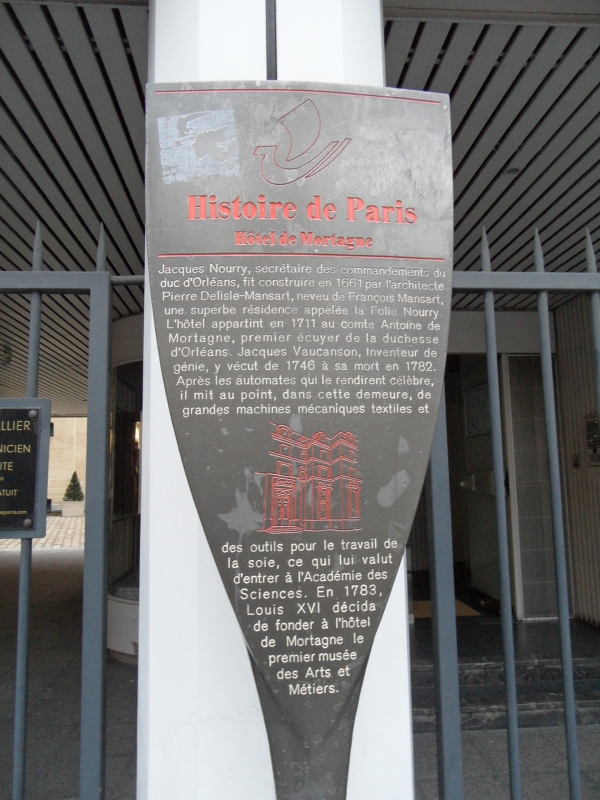 Histoire de Paris
Hôtel de Mortagne
Jacques Nourry, secrétaire des commandements du
duc d'Orléans, fit construire en 1661 par l'architecte
Pierre Delisle-Mansart, neveu de François Mansart,
une superbe résidence appelée la Folie Nourry.
L'hôtel appartint en 1711 au comte Antoine de
Mortagne, premier écuyer de la duchesse
d'Orléans. Jacques Vaucanson, inventeur de
génie, y vécut de 1746 à sa mort en 1782.
Après les automates qui le rendirent célèbre,
il mit au point, dans cette demeure, de
grandes machines mécaniques textiles et
des outils pour le travail de
la soie, ce qui lui valut
d'entrer à l'Académie des
Sciences. En 1783,
Louis XVI décida
de fonder à l'hôtel
de Mortagne le
premier musée
des Arts et
Métiers.
LLIER
NICIEN
UTE
ATUIT